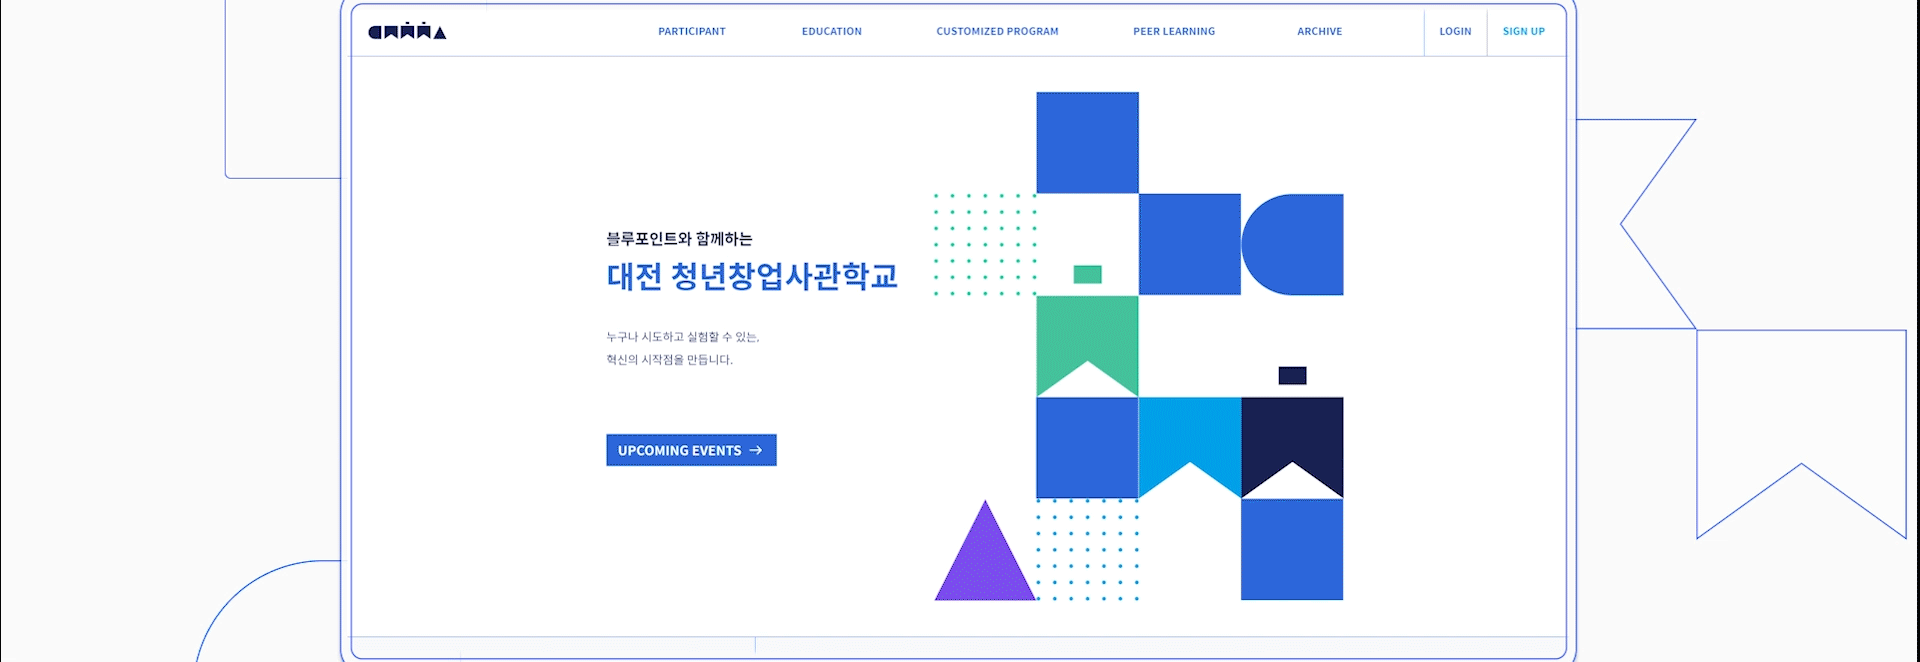 PARTICIPANT
EDUCATION
CUSTOMIZED PROGRAM
PEER LEARNING
ARCHIVE
LOGIN
SIGN UP
블루포인트와 함께하는
대전 청년창업사관학교
누구나 시도하고 실험할 수 있는,
혁신의 시작점을 만듭니다.
UPCOMING EVENTS →